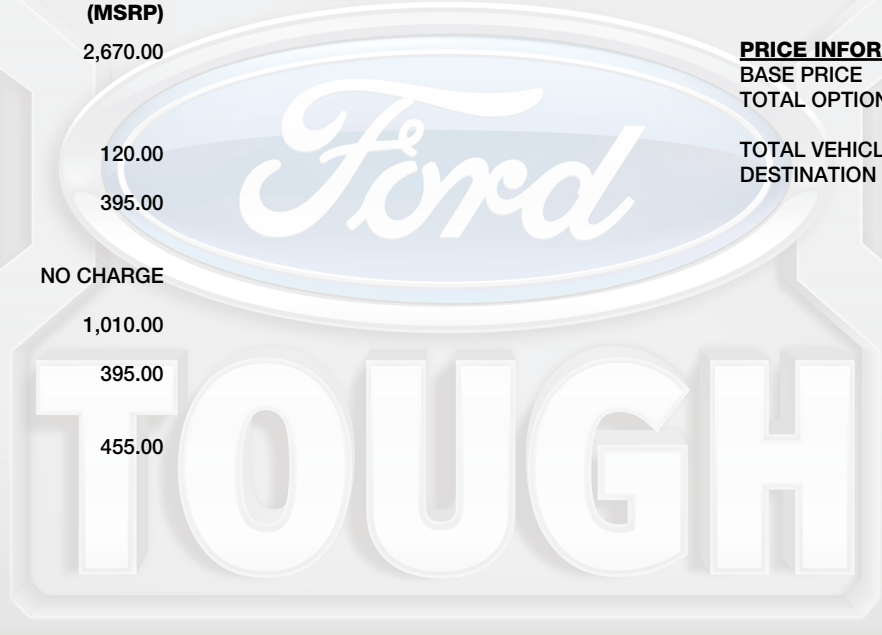 (MSRP)
2,670.00
120.00
395.00
NO CHARGE
1,010.00
395.00
455.00
PRICE INFOR
BASE PRICE
TOTAL OPTION
TOTAL VEHICL
DESTINATION
Ford
TOUGH